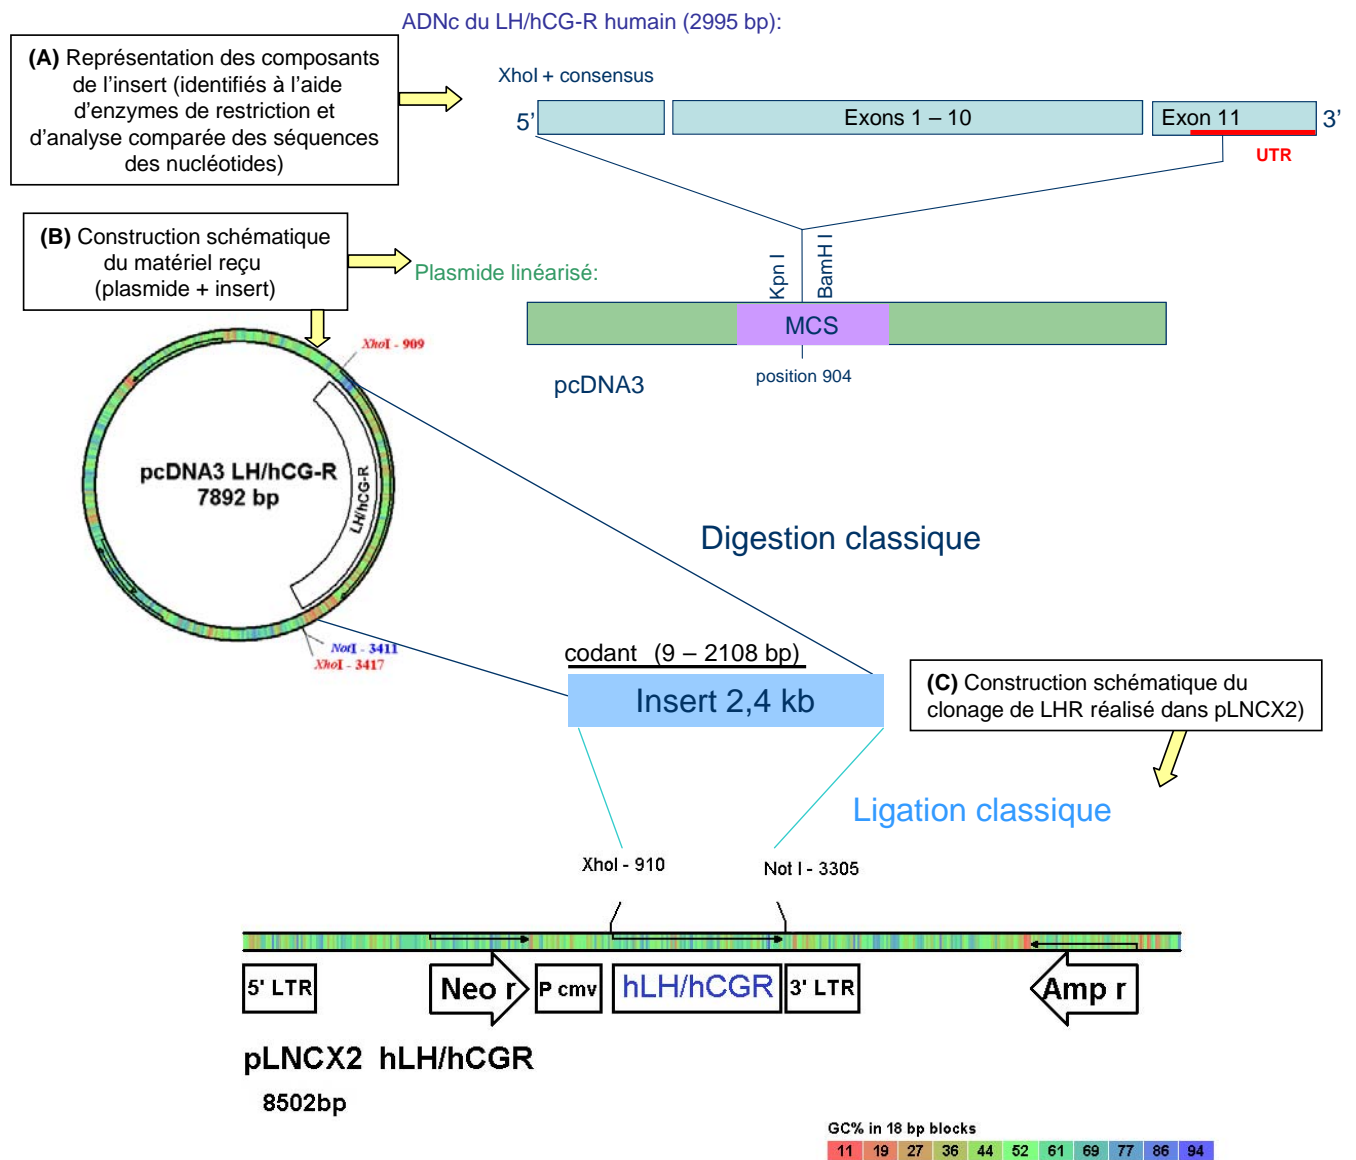 ADNc du LH/hCG-R humain (2995 bp):
(A) Représentation des composants
de l'insert (identifiés à l'aide
d'enzymes de restriction et
d'analyse comparée des séquences
des nucléotides)
XhoI + consensus
5’
Exons 1 – 10
Exon 11
3’
UTR
(B) Construction schématique
du matériel reçu
(plasmide + insert)
Plasmide linéarisé:
Kpn I
BamH I
MCS
pcDNA3
position 904
XhoI - 909
pcDNA3 LH/hCG-R
7892 bp
LH/hCG-R
NotI - 3411
XhoI - 3417
Digestion classique
codant (9 – 2108 bp)
Insert 2,4 kb
(C) Construction schématique du
clonage de LHR réalisé dans pLNCX2)
Ligation classique
XhoI - 910
Not I - 3305
5' LTR
Neo r
P cmv
hLH/hCGR
3' LTR
Amp r
pLNCX2 hLH/hCGR
8502bp
GC% in 18 bp blocks
11 19 27 36 44 52 61 69 77 86 94